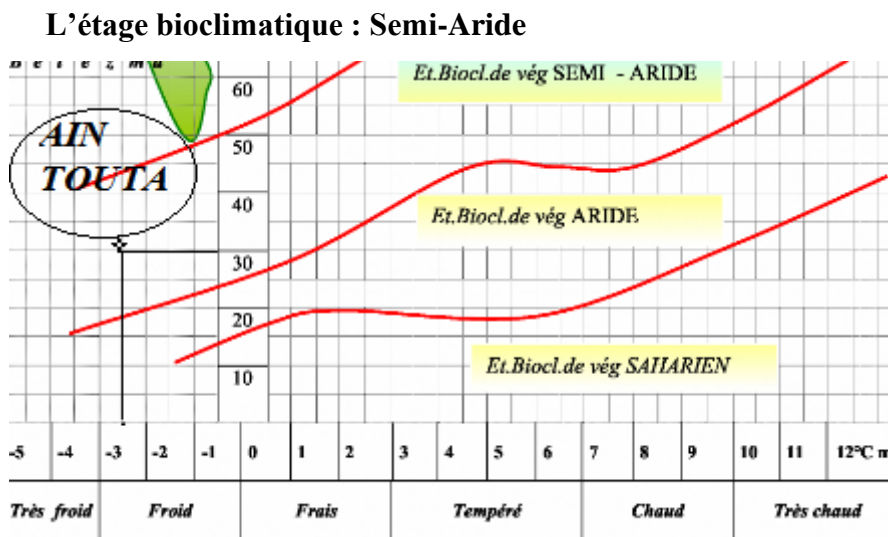 L’étage bioclimatique : Semi-Aride
B e l e z m a
60
Et.Biocl.de vég SEMI - ARIDE
AIN
TOUTA
50
40
Et.Biocl.de vég ARIDE
30
20
Et.Biocl.de vég SAHARIEN
10
-5 -4 -3 -2 -1 0 1 2 3 4 5 6 7 8 9 10 11 12°C m
Très froid Froid Frais Tempéré Chaud Très chaud